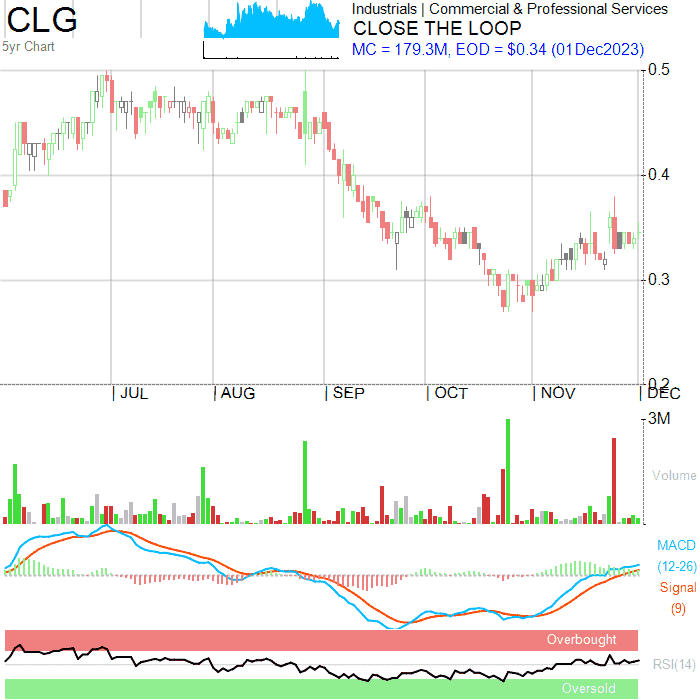 CLG
5yr Chart
Industrials | Commercial & Professional Services
CLOSE THE LOOP
MC = 179.3M, EOD = $0.34 (01Dec2023)
0.5
0.4
0.3
0.2
| JUL | AUG | SEP | OCT | NOV | DEC
3M
Volume
MACD
(12-26)
Signal
(9)
Overbought
RSI(14)
Oversold